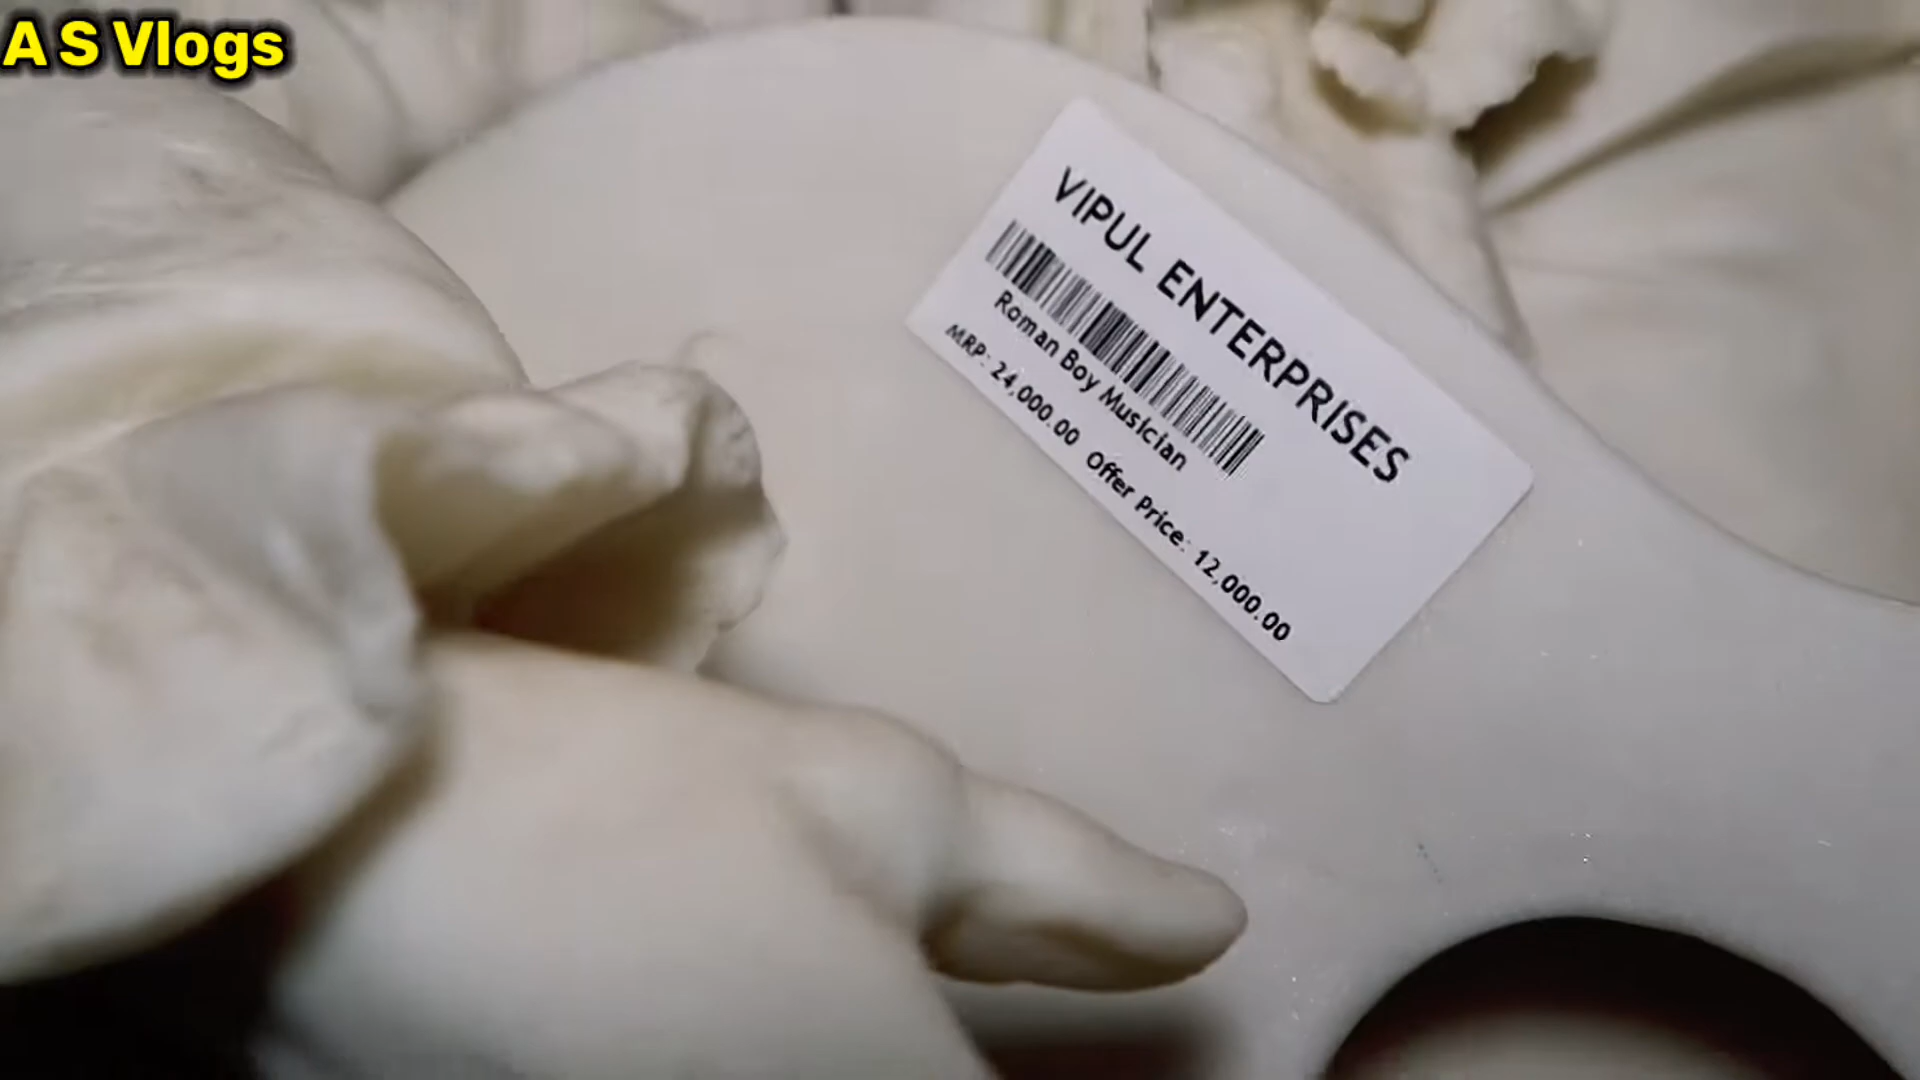 A S Vlogs
VIPUL ENTERPRISES
Roman Boy Musician
MRP: 24,000.00 Offer Price: 12,000.00